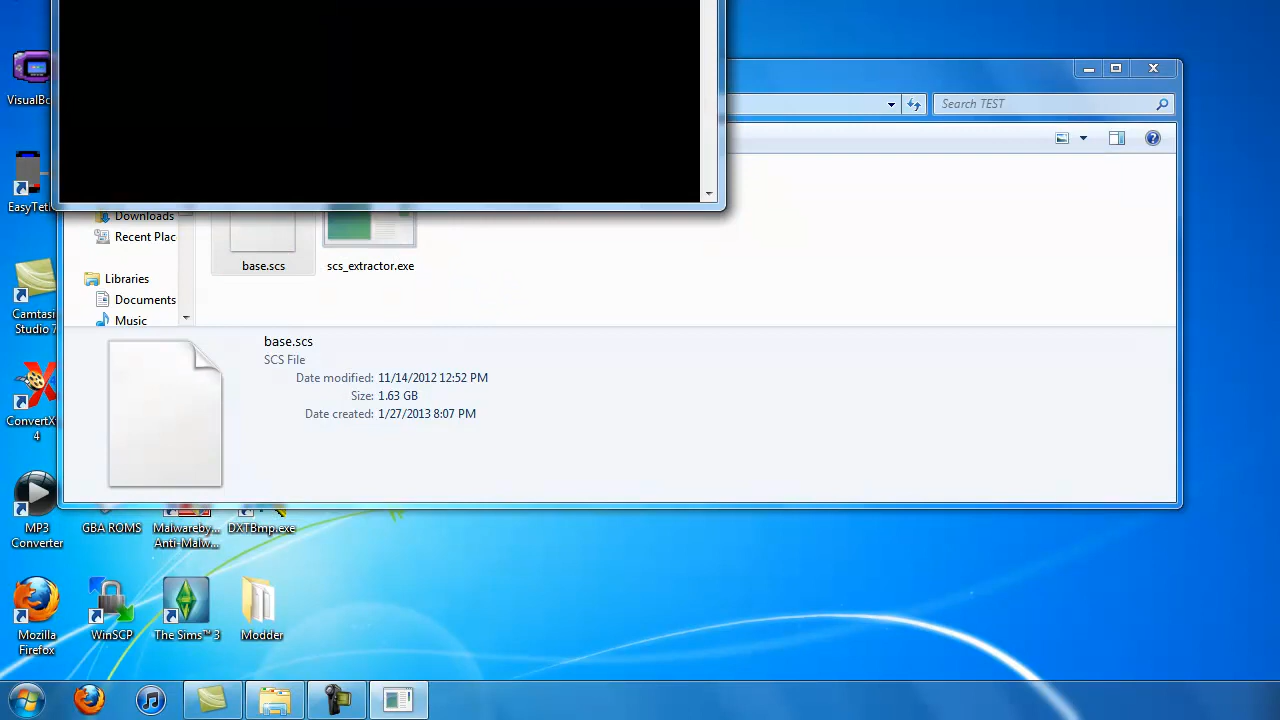 Search TEST
VisualBo
EasyTet
Downloads
Recent Plac
Libraries
Documents
Music
base.scs
scs_extractor.exe
base.scs
SCS File
Date modified: 11/14/2012 12:52 PM
Size: 1.63 GB
Date created: 1/27/2013 8:07 PM
Camtasi
Studio 7
ConvertX
4
MP3
Converter
GBA ROMS
Malwareby...
Anti-Malw...
DXTBmp.exe
Mozilla
Firefox
WinSCP
The Sims™ 3
Modder